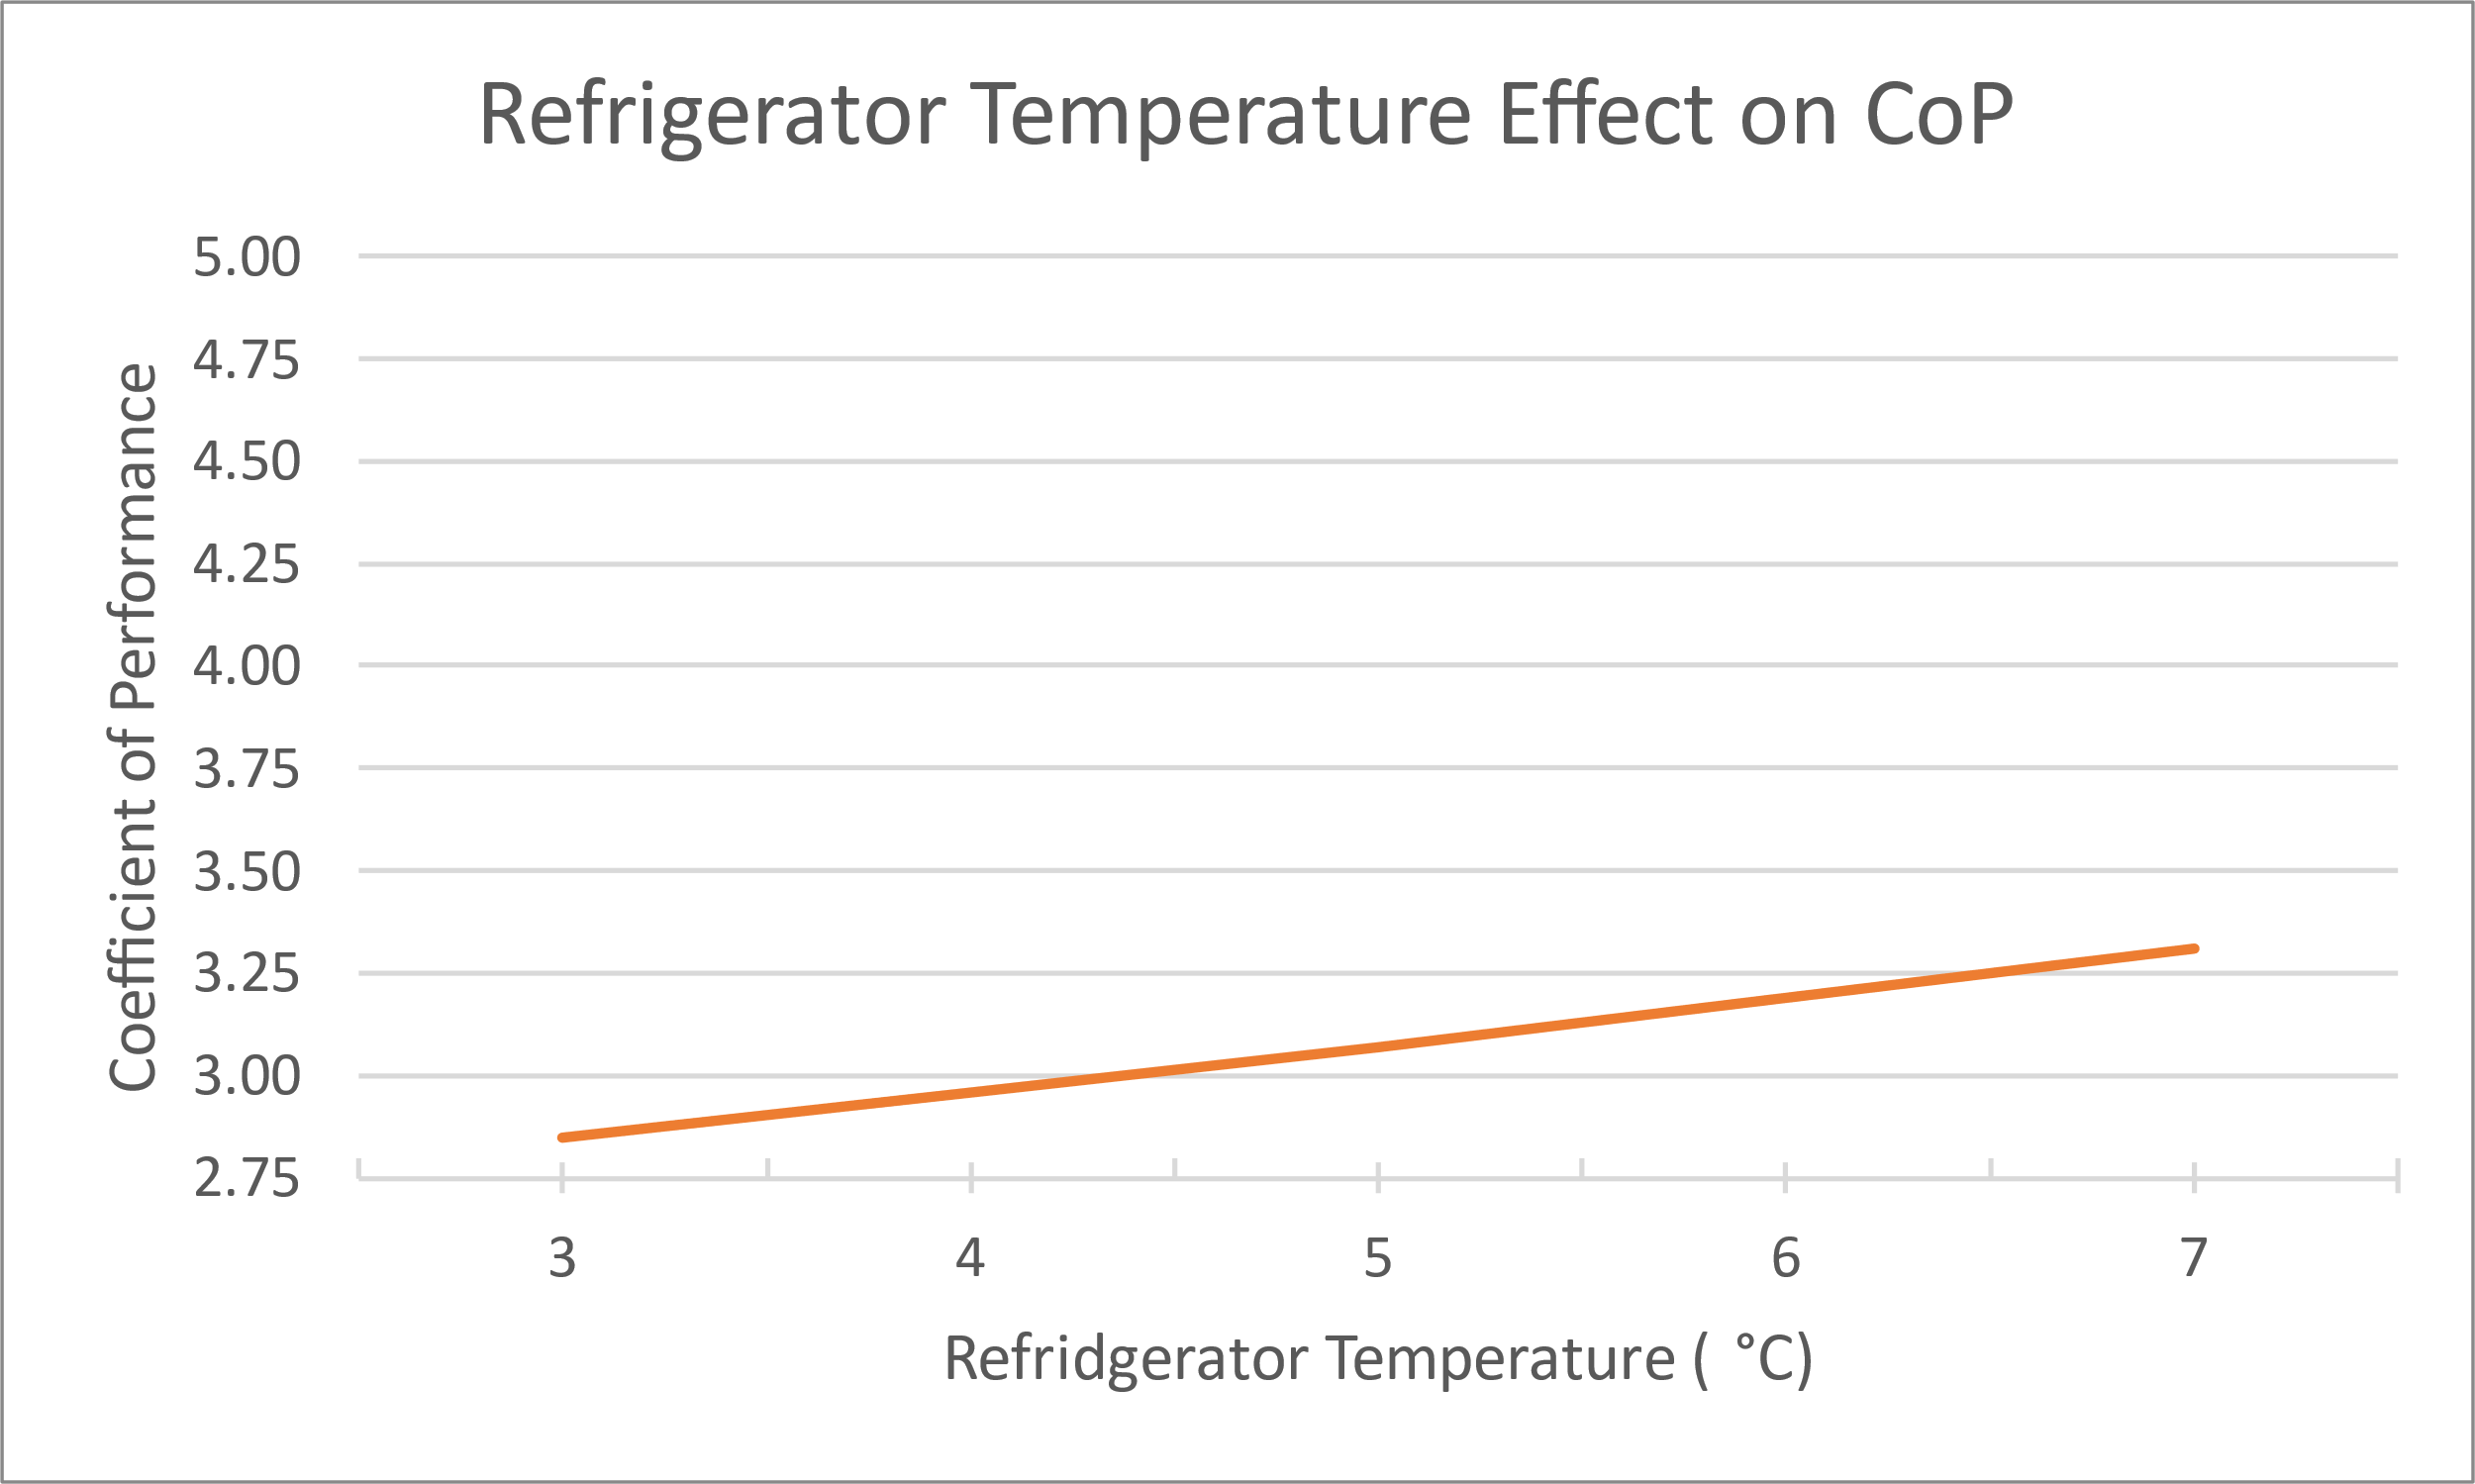 Refrigerator Temperature Effect on CoP
Coefficient of Performance
5.00
4.75
4.50
4.25
4.00
3.75
3.50
3.25
3.00
2.75
3 4 5 6 7
Refridgerator Temperature ( °C)